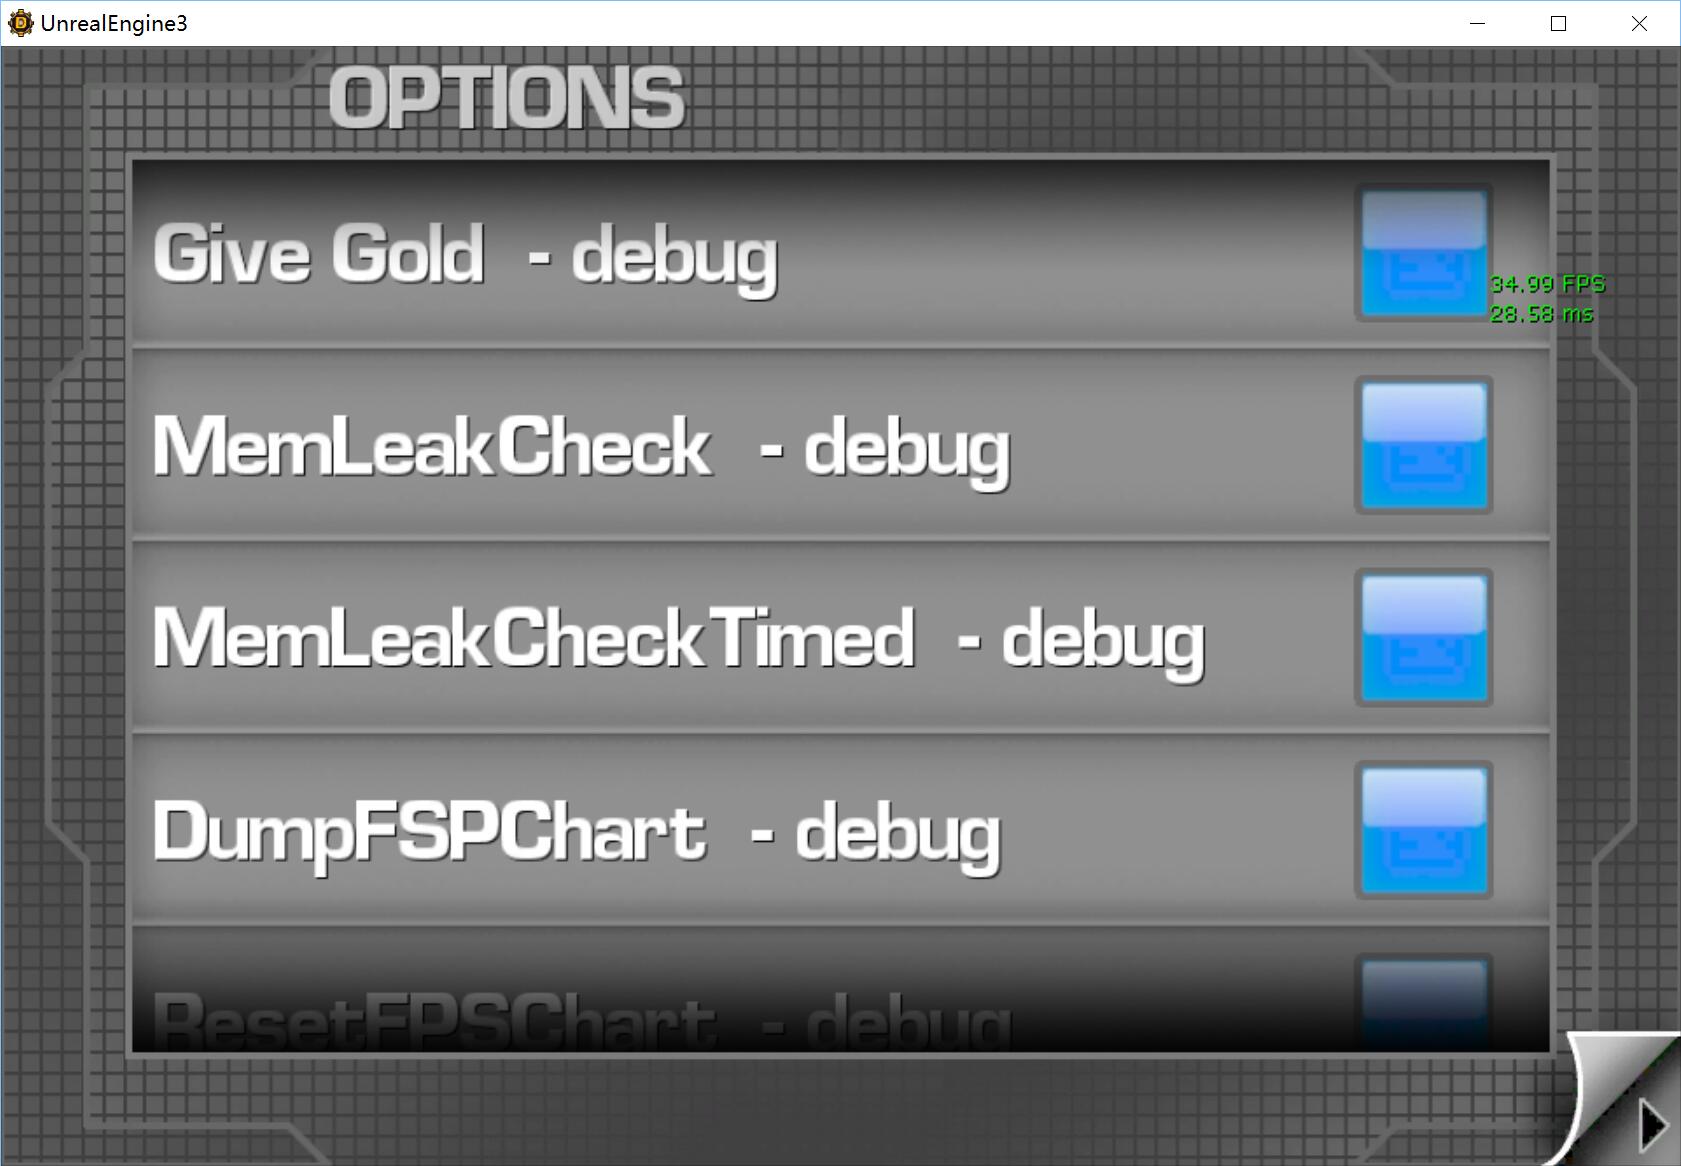 UnrealEngine3
OPTIONS
Give Gold - debug
34.99 FPS
28.58 ms
MemLeakCheck - debug
MemLeakCheckTimed - debug
DumpFSPChart - debug
ResetFPSChart - debug